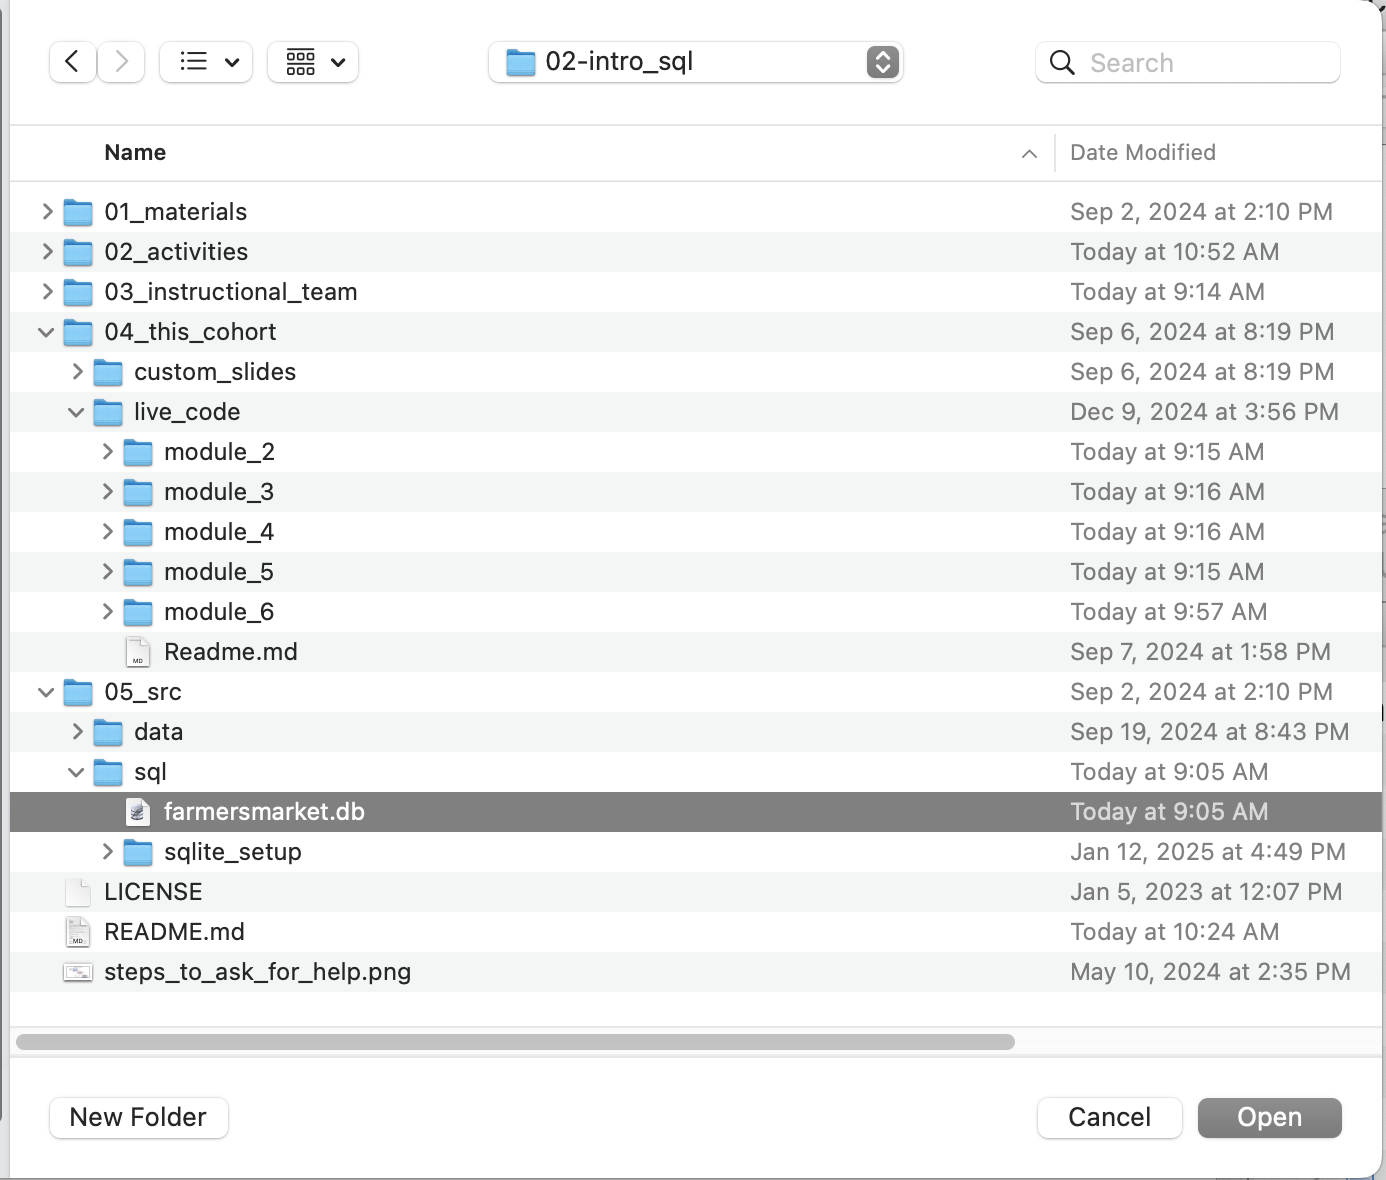 02-intro_sql
Search
Name Date Modified
01_materials Sep 2, 2024 at 2:10 PM
02_activities Today at 10:52 AM
03_instructional_team Today at 9:14 AM
04_this_cohort Sep 6, 2024 at 8:19 PM
custom_slides Sep 6, 2024 at 8:19 PM
live_code Dec 9, 2024 at 3:56 PM
module_2 Today at 9:15 AM
module_3 Today at 9:16 AM
module_4 Today at 9:16 AM
module_5 Today at 9:15 AM
module_6 Today at 9:57 AM
Readme.md Sep 7, 2024 at 1:58 PM
05_src Sep 2, 2024 at 2:10 PM
data Sep 19, 2024 at 8:43 PM
sql Today at 9:05 AM
farmersmarket.db Today at 9:05 AM
sqlite_setup Jan 12, 2025 at 4:49 PM
LICENSE Jan 5, 2023 at 12:07 PM
README.md Today at 10:24 AM
steps_to_ask_for_help.png May 10, 2024 at 2:35 PM
New Folder Cancel Open